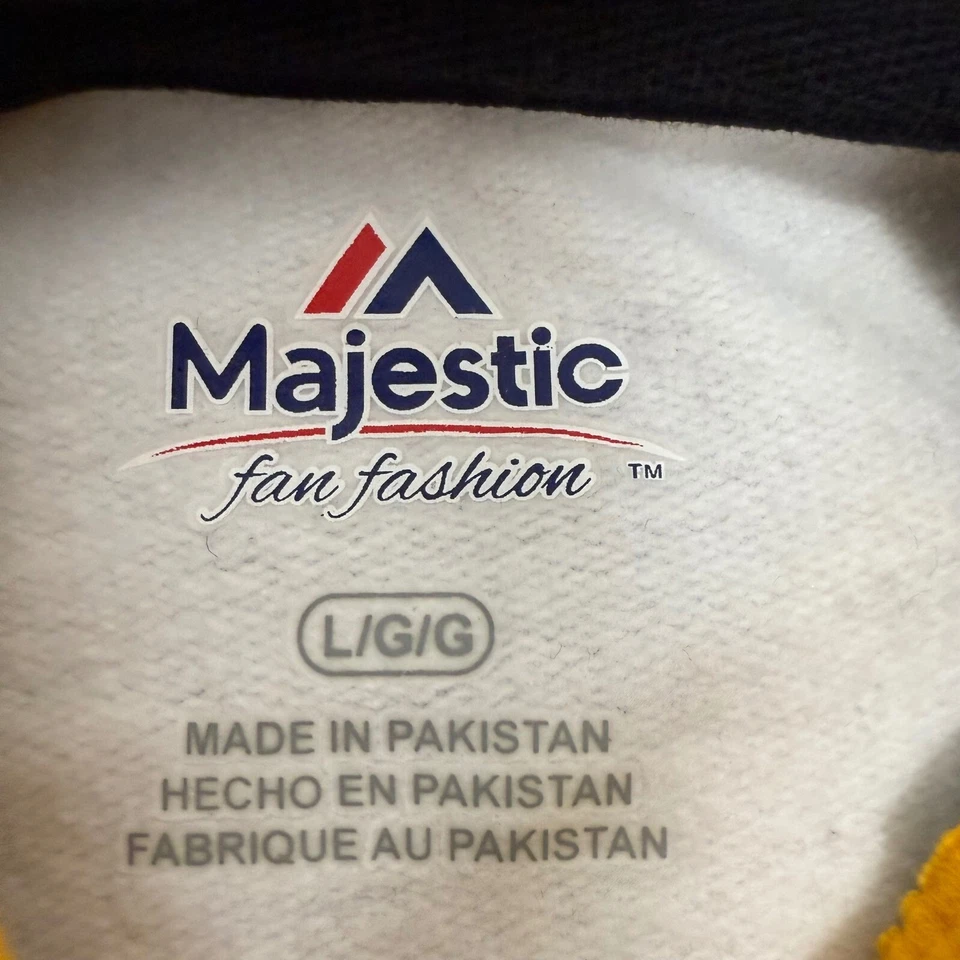 Majestic
fan fashion ™
L/G/G
MADE IN PAKISTAN
HECHO EN PAKISTAN
FABRIQUE AU PAKISTAN